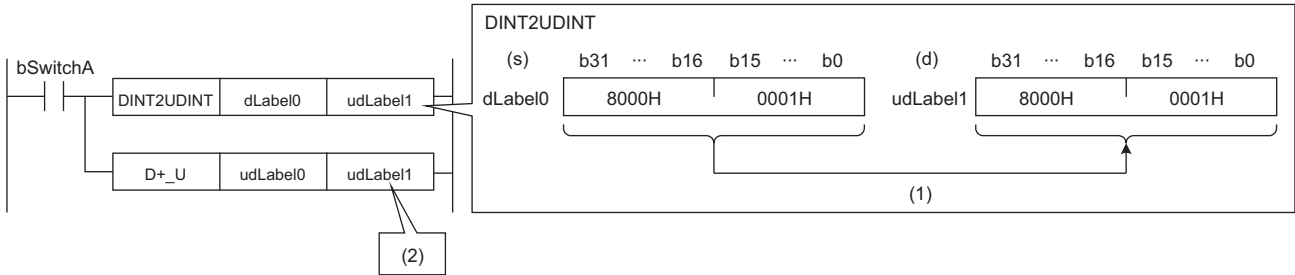 DINT2UDINT
(s) b31 ··· b16 b15 ··· b0 (d) b31 ··· b16 b15 ··· b0
bSwitchA
DINT2UDINT dLabel0 udLabel1
dLabel0 8000H 0001H udLabel1 8000H 0001H
D+_U udLabel0 udLabel1
(1)
(2)